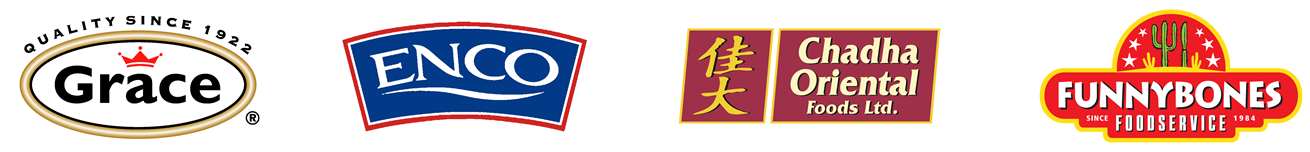 QUALITY SINCE 1922
Grace
®
ENCO
佳大
Chadha
Oriental
Foods Ltd.
FUNNYBONES
SINCE FOODSERVICE 1984